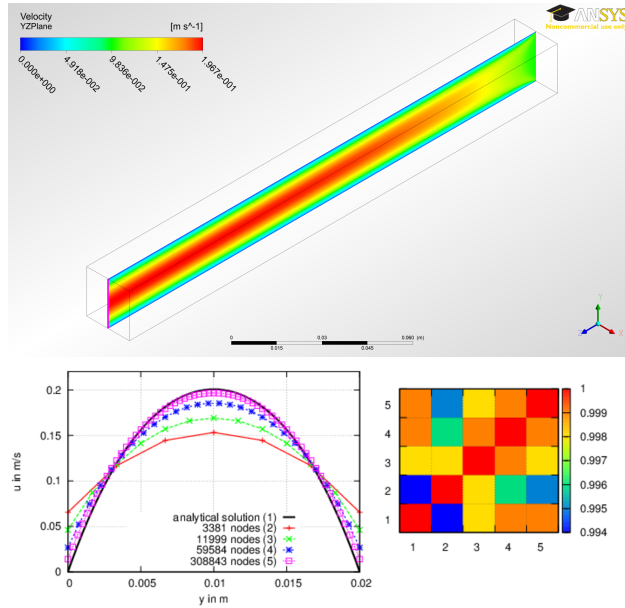 Velocity
YZPlane
[m s^-1]
ANSYS
Noncommercial use only
0.000e+000
4.918e-002
9.836e-002
1.475e-001
1.967e-001
Y
Z
X
0
0.03
0.060 (m)
0.015
0.045
u in m/s
0.2
0.15
0.1
0.05
0
analytical solution (1)
3381 nodes (2)
11999 nodes (3)
59584 nodes (4)
308843 nodes (5)
0 0.005 0.01 0.015 0.02
y in m
5
4
3
2
1
1 2 3 4 5
1
0.999
0.998
0.997
0.996
0.995
0.994